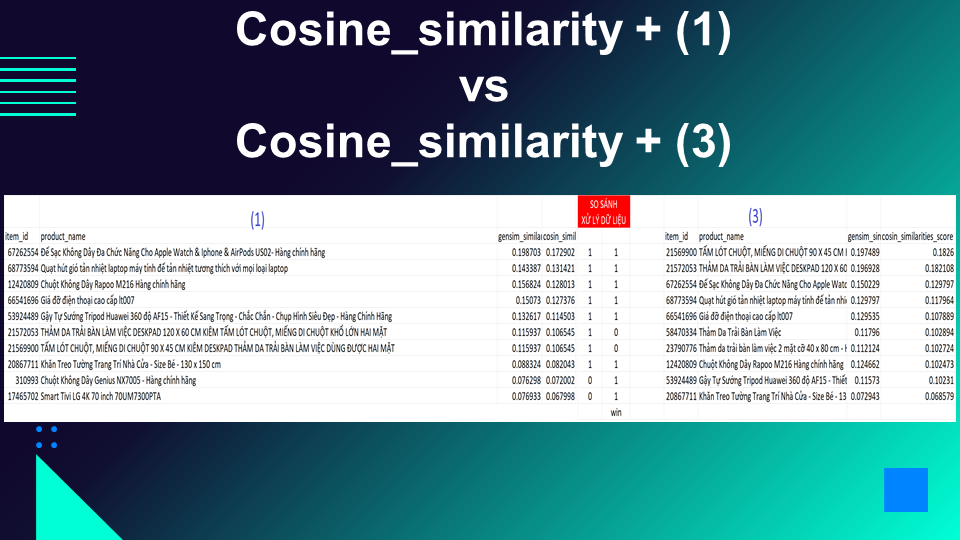 Cosine_similarity + (1)
vs
Cosine_similarity + (3)
(1) SO SÁNH XỬ LÝ DỮ LIỆU (3)
item_id product_name gensim_similar cosin_simil item_id product_name gensim_sim cosin_similarities_score
67262554 Đế Sạc Không Dây Đa Chức Năng Cho Apple Watch & Iphone & AirPods US02- Hàng chính hãng 0.198703 0.172902 1 1 21569900 TẤM LÓT CHUỘT, MIẾNG DI CHUỘT 90 X 45 CM 0.197489 0.1826
68773594 Quạt hút gió tản nhiệt laptop máy tính đế tản nhiệt tương thích với mọi loại laptop 0.143387 0.131421 1 1 21572053 THẢM DA TRẢI BÀN LÀM VIỆC DESKPAD 120 X 60 0.196928 0.182108
12420809 Chuột Không Dây Rapoo M216 Hàng chính hãng 0.156824 0.128013 1 1 67262554 Đế Sạc Không Dây Đa Chức Năng Cho Apple Watc 0.150229 0.129797
66541696 Giá đỡ điện thoại cao cấp lt007 0.15073 0.127376 1 1 68773594 Quạt hút gió tản nhiệt laptop máy tính đế tản nhi 0.129797 0.117964
53924489 Gậy Tự Sướng Tripod Huawei 360 độ AF15 - Thiết Kế Sang Trọng - Chắc Chắn - Chụp Hình Siêu Đẹp - Hàng Chính Hãng 0.132617 0.114503 1 1 66541696 Giá đỡ điện thoại cao cấp lt007 0.129535 0.107889
21572053 THẢM DA TRẢI BÀN LÀM VIỆC DESKPAD 120 X 60 CM KIÊM TẤM LÓT CHUỘT, MIẾNG DI CHUỘT KHỔ LỚN HAI MẶT 0.115937 0.106545 1 0 58470334 Thảm Da Trải Bàn Làm Việc 0.11796 0.102894
21569900 TẤM LÓT CHUỘT, MIẾNG DI CHUỘT 90 X 45 CM KIÊM DESKPAD THẢM DA TRẢI BÀN LÀM VIỆC DÙNG ĐƯỢC HAI MẶT 0.115937 0.106545 1 0 23790776 Thảm da trải bàn làm việc 2 mặt cỡ 40 x 80 cm - H 0.112124 0.102724
20867711 Khăn Treo Tường Trang Trí Nhà Cửa - Size Bé - 130 x 150 cm 0.088324 0.082043 1 1 12420809 Chuột Không Dây Rapoo M216 Hàng chính hãng 0.124662 0.102473
310993 Chuột Không Dây Genius NX7005 - Hàng chính hãng 0.076298 0.072002 0 1 53924489 Gậy Tự Sướng Tripod Huawei 360 độ AF15 - Thiết 0.11573 0.10231
17465702 Smart Tivi LG 4K 70 inch 70UM7300PTA 0.076933 0.067998 0 1 20867711 Khăn Treo Tường Trang Trí Nhà Cửa - Size Bé - 13 0.072943 0.068579
win